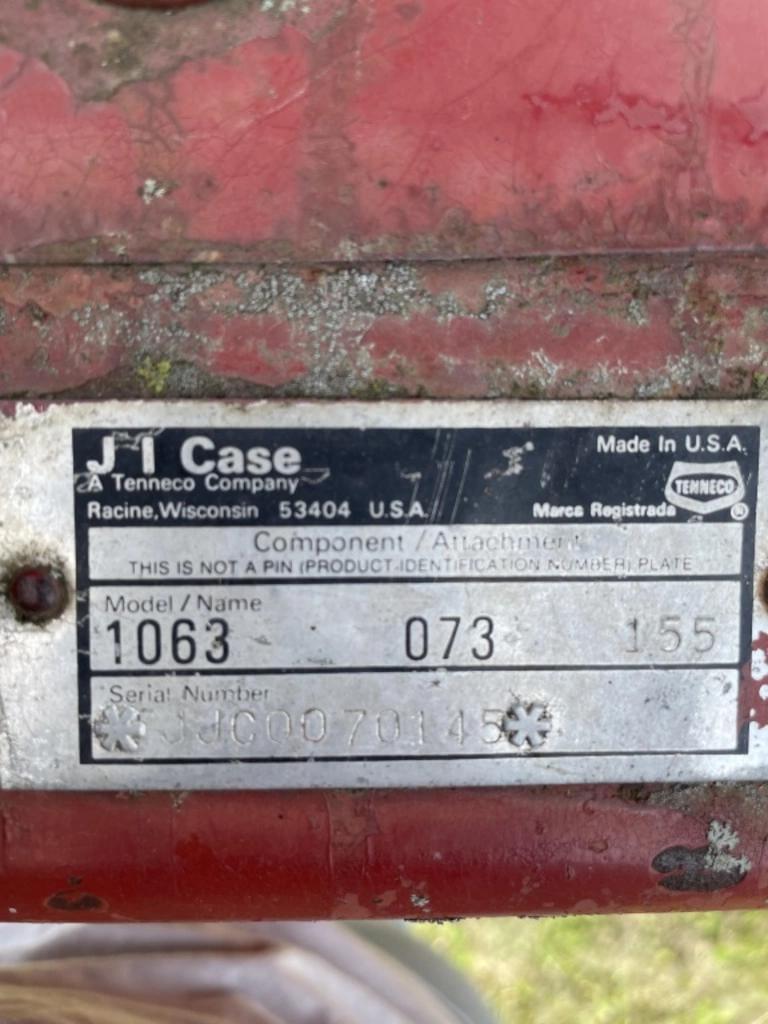 J I Case
A Tenneco Company
Racine, Wisconsin 53404 U.S.A.
Made In U.S.A.
TENNECO
Marca Registrada ®
Component / Attachment
THIS IS NOT A PIN (PRODUCT IDENTIFICATION NUMBER) PLATE
Model / Name
1063 073 155
Serial Number
*JJC0070145*